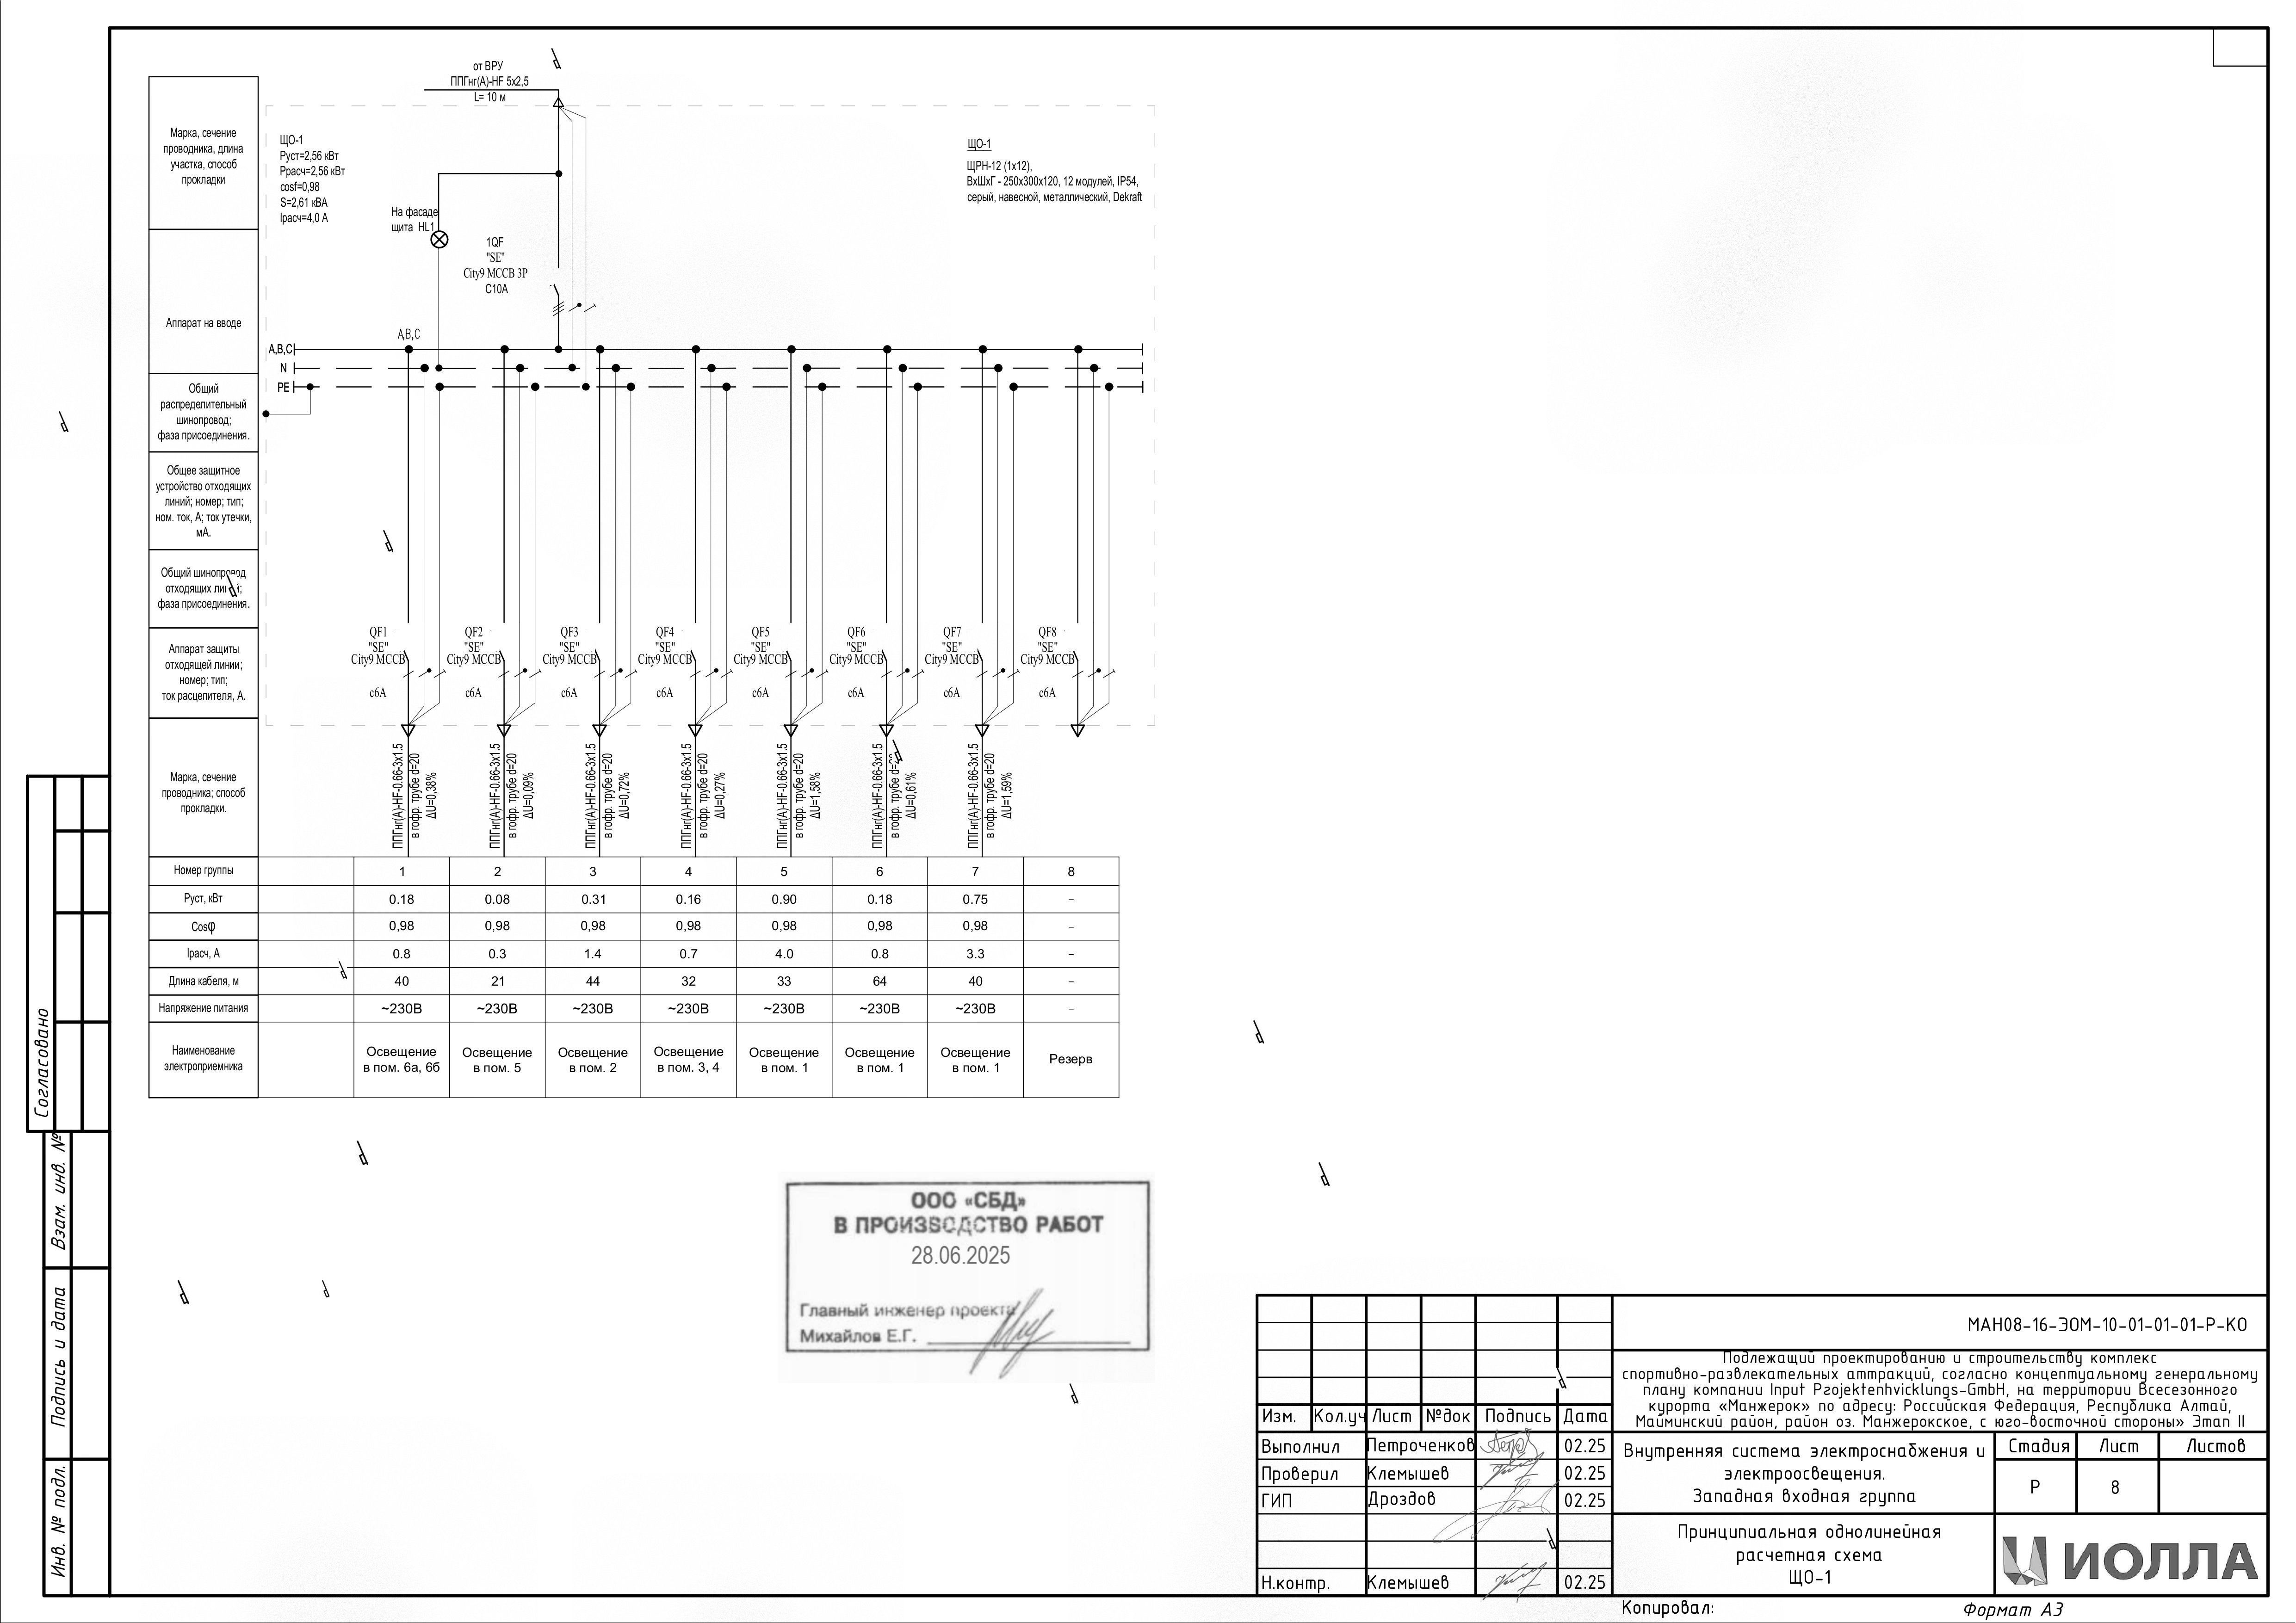 от ВРУ
ППГнг(А)-HF 5х2,5
L= 10 м
Марка, сечение
проводника, длина
участка, способ
прокладки
ЩО-1
Руст=2,56 кВт
Ррасч=2,56 кВт
cosf=0,98
S=2,61 кВА
Iрасч=4,0 А
ЩО-1
ЩРН-12 (1х12),
ВхШхГ - 250х300х120, 12 модулей, IP54,
серый, навесной, металлический, Dekraft
На фасаде
щита HL1
1QF
"SE"
City9 MCCB 3P
C10A
Аппарат на вводе
А,В,С
А,В,С
N
PE
Общий
распределительный
шинопровод;
фаза присоединения.
Общее защитное
устройство отходящих
линий; номер; тип;
ном. ток, А; ток утечки,
мА.
Общий шинопровод
отходящих линий;
фаза присоединения.
Аппарат защиты
отходящей линии;
номер; тип;
ток расцепителя, А.
QF1 QF2 QF3 QF4 QF5 QF6 QF7 QF8
"SE" "SE" "SE" "SE" "SE" "SE" "SE" "SE"
City9 MCCB City9 MCCB City9 MCCB City9 MCCB City9 MCCB City9 MCCB City9 MCCB City9 MCCB
c6A c6A c6A c6A c6A c6A c6A c6A
Марка, сечение
проводника; способ
прокладки.
ППГнг(А)-HF-0.66-3х1.5
в гофр. трубе d=20
ΔU=0,38%
ППГнг(А)-HF-0.66-3х1.5
в гофр. трубе d=20
ΔU=0,09%
ППГнг(А)-HF-0.66-3х1.5
в гофр. трубе d=20
ΔU=0,72%
ППГнг(А)-HF-0.66-3х1.5
в гофр. трубе d=20
ΔU=0,27%
ППГнг(А)-HF-0.66-3х1.5
в гофр. трубе d=20
ΔU=1,58%
ППГнг(А)-HF-0.66-3х1.5
в гофр. трубе d=20
ΔU=0,61%
ППГнг(А)-HF-0.66-3х1.5
в гофр. трубе d=20
ΔU=1,59%
Номер группы 1 2 3 4 5 6 7 8
Руст, кВт 0.18 0.08 0.31 0.16 0.90 0.18 0.75 –
Cosφ 0,98 0,98 0,98 0,98 0,98 0,98 0,98 –
Iрасч, А 0.8 0.3 1.4 0.7 4.0 0.8 3.3 –
Длина кабеля, м 40 21 44 32 33 64 40 –
Напряжение питания ~230В ~230В ~230В ~230В ~230В ~230В ~230В –
Наименование
электроприемника
Освещение
в пом. 6а, 6б
Освещение
в пом. 5
Освещение
в пом. 2
Освещение
в пом. 3, 4
Освещение
в пом. 1
Освещение
в пом. 1
Освещение
в пом. 1
Резерв
Согласовано
Взам. инв. №
Подпись и дата
Инв. № подл.
ООО «СБД»
В ПРОИЗВОДСТВО РАБОТ
28.06.2025
Главный инженер проекта
Михайлов Е.Г.
МАН08-16-ЭОМ-10-01-01-01-Р-КО
Подлежащий проектированию и строительству комплекс
спортивно-развлекательных аттракций, согласно концептуальному генеральному
плану компании Input Projektenhvicklungs-GmbH, на территории Всесезонного
курорта «Манжерок» по адресу: Российская Федерация, Республика Алтай,
Майминский район, район оз. Манжерокское, с юго-восточной стороны» Этап II
Изм. Кол.уч Лист №док Подпись Дата
Выполнил Петроченков 02.25
Проверил Клемышев 02.25
ГИП Дроздов 02.25
Н.контр. Клемышев 02.25
Внутренняя система электроснабжения и
электроосвещения.
Западная входная группа
Стадия Лист Листов
Р 8
Принципиальная однолинейная
расчетная схема
ЩО-1
ИОЛЛА
Копировал:
Формат А3